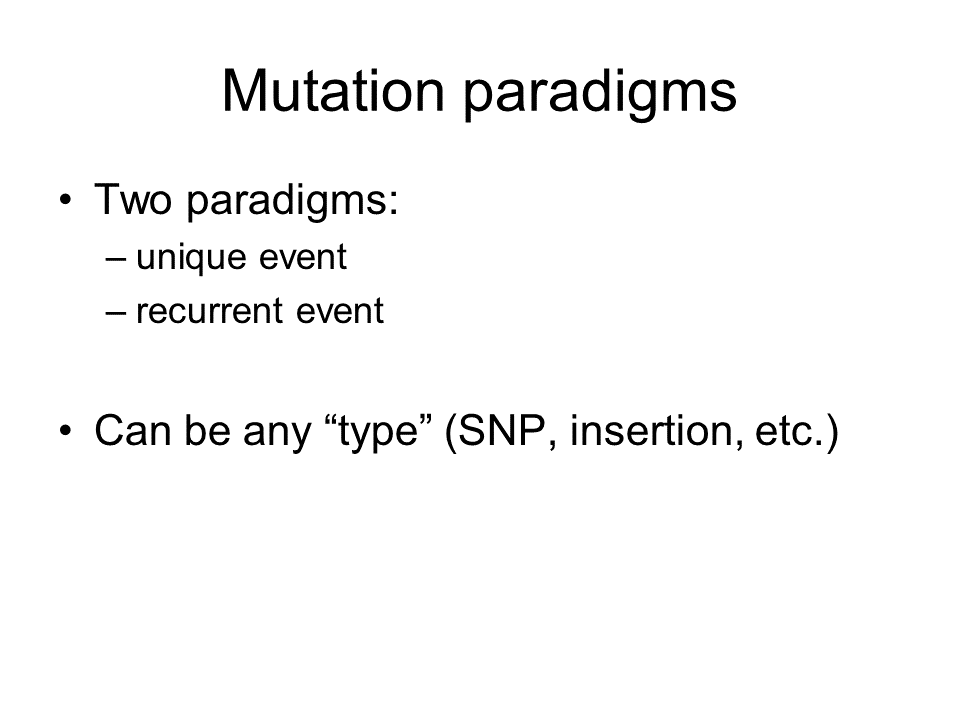 Mutation paradigms
• Two paradigms:
– unique event
– recurrent event
• Can be any “type” (SNP, insertion, etc.)